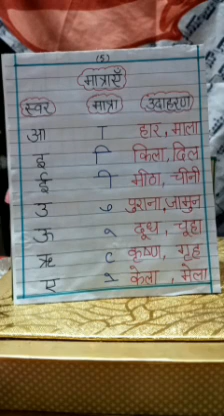 (5)
मात्राएँ
स्वर मात्रा उदाहरण
आ ा हार, माला
इ ि किला, दिल
ई ी मीठा, चीनी
उ ु पुराना, जामुन
ऊ ू दूध, चूहा
ऋ ृ कृष्ण, गृह
ए े केला, मेला